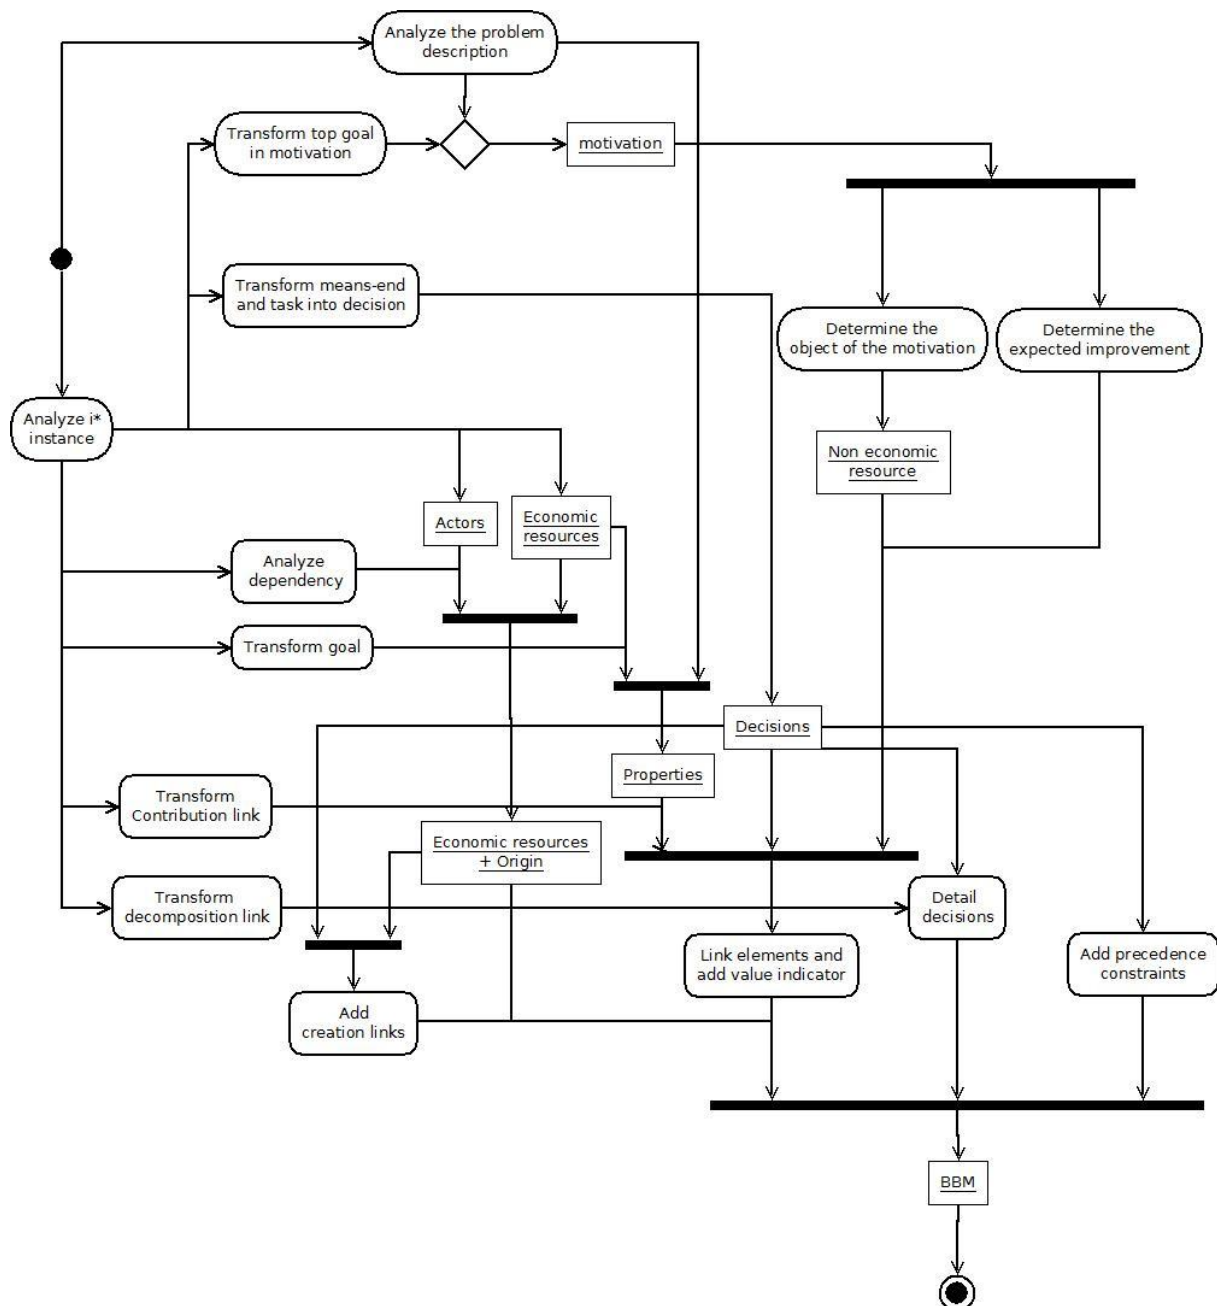 Analyze the problem
description
Transform top goal
in motivation
motivation
Transform means-end
and task into decision
Determine the
object of the motivation
Determine the
expected improvement
Analyze i*
instance
Non economic
resource
Actors
Economic
resources
Analyze
dependency
Transform goal
Decisions
Properties
Transform
Contribution link
Economic resources
+ Origin
Transform
decomposition link
Detail
decisions
Link elements and
add value indicator
Add precedence
constraints
Add
creation links
BBM